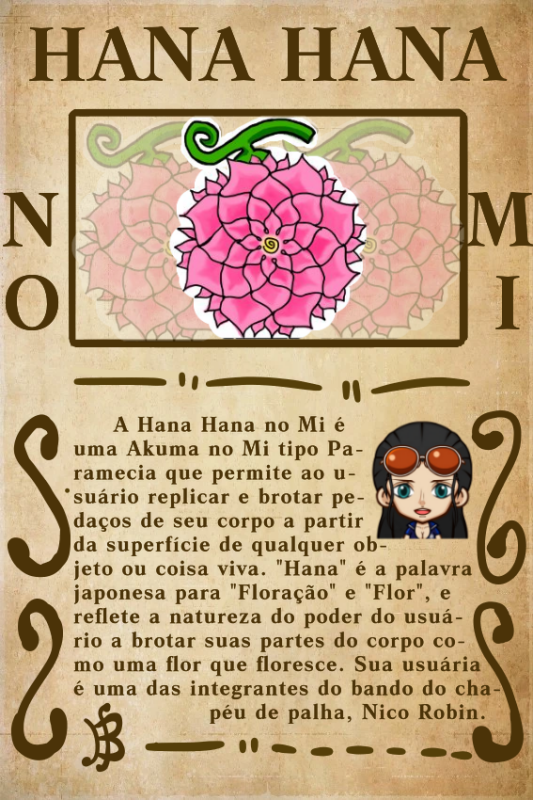 HANA HANA
NO
MI
A Hana Hana no Mi é
uma Akuma no Mi tipo Pa-
ramecia que permite ao u-
suário replicar e brotar pe-
daços de seu corpo a partir
da superfície de qualquer ob-
jeto ou coisa viva. "Hana" é a palavra
japonesa para "Floração" e "Flor", e
reflete a natureza do poder do usuá-
rio a brotar suas partes do corpo co-
mo uma flor que floresce. Sua usuária
é uma das integrantes do bando do cha-
péu de palha, Nico Robin.